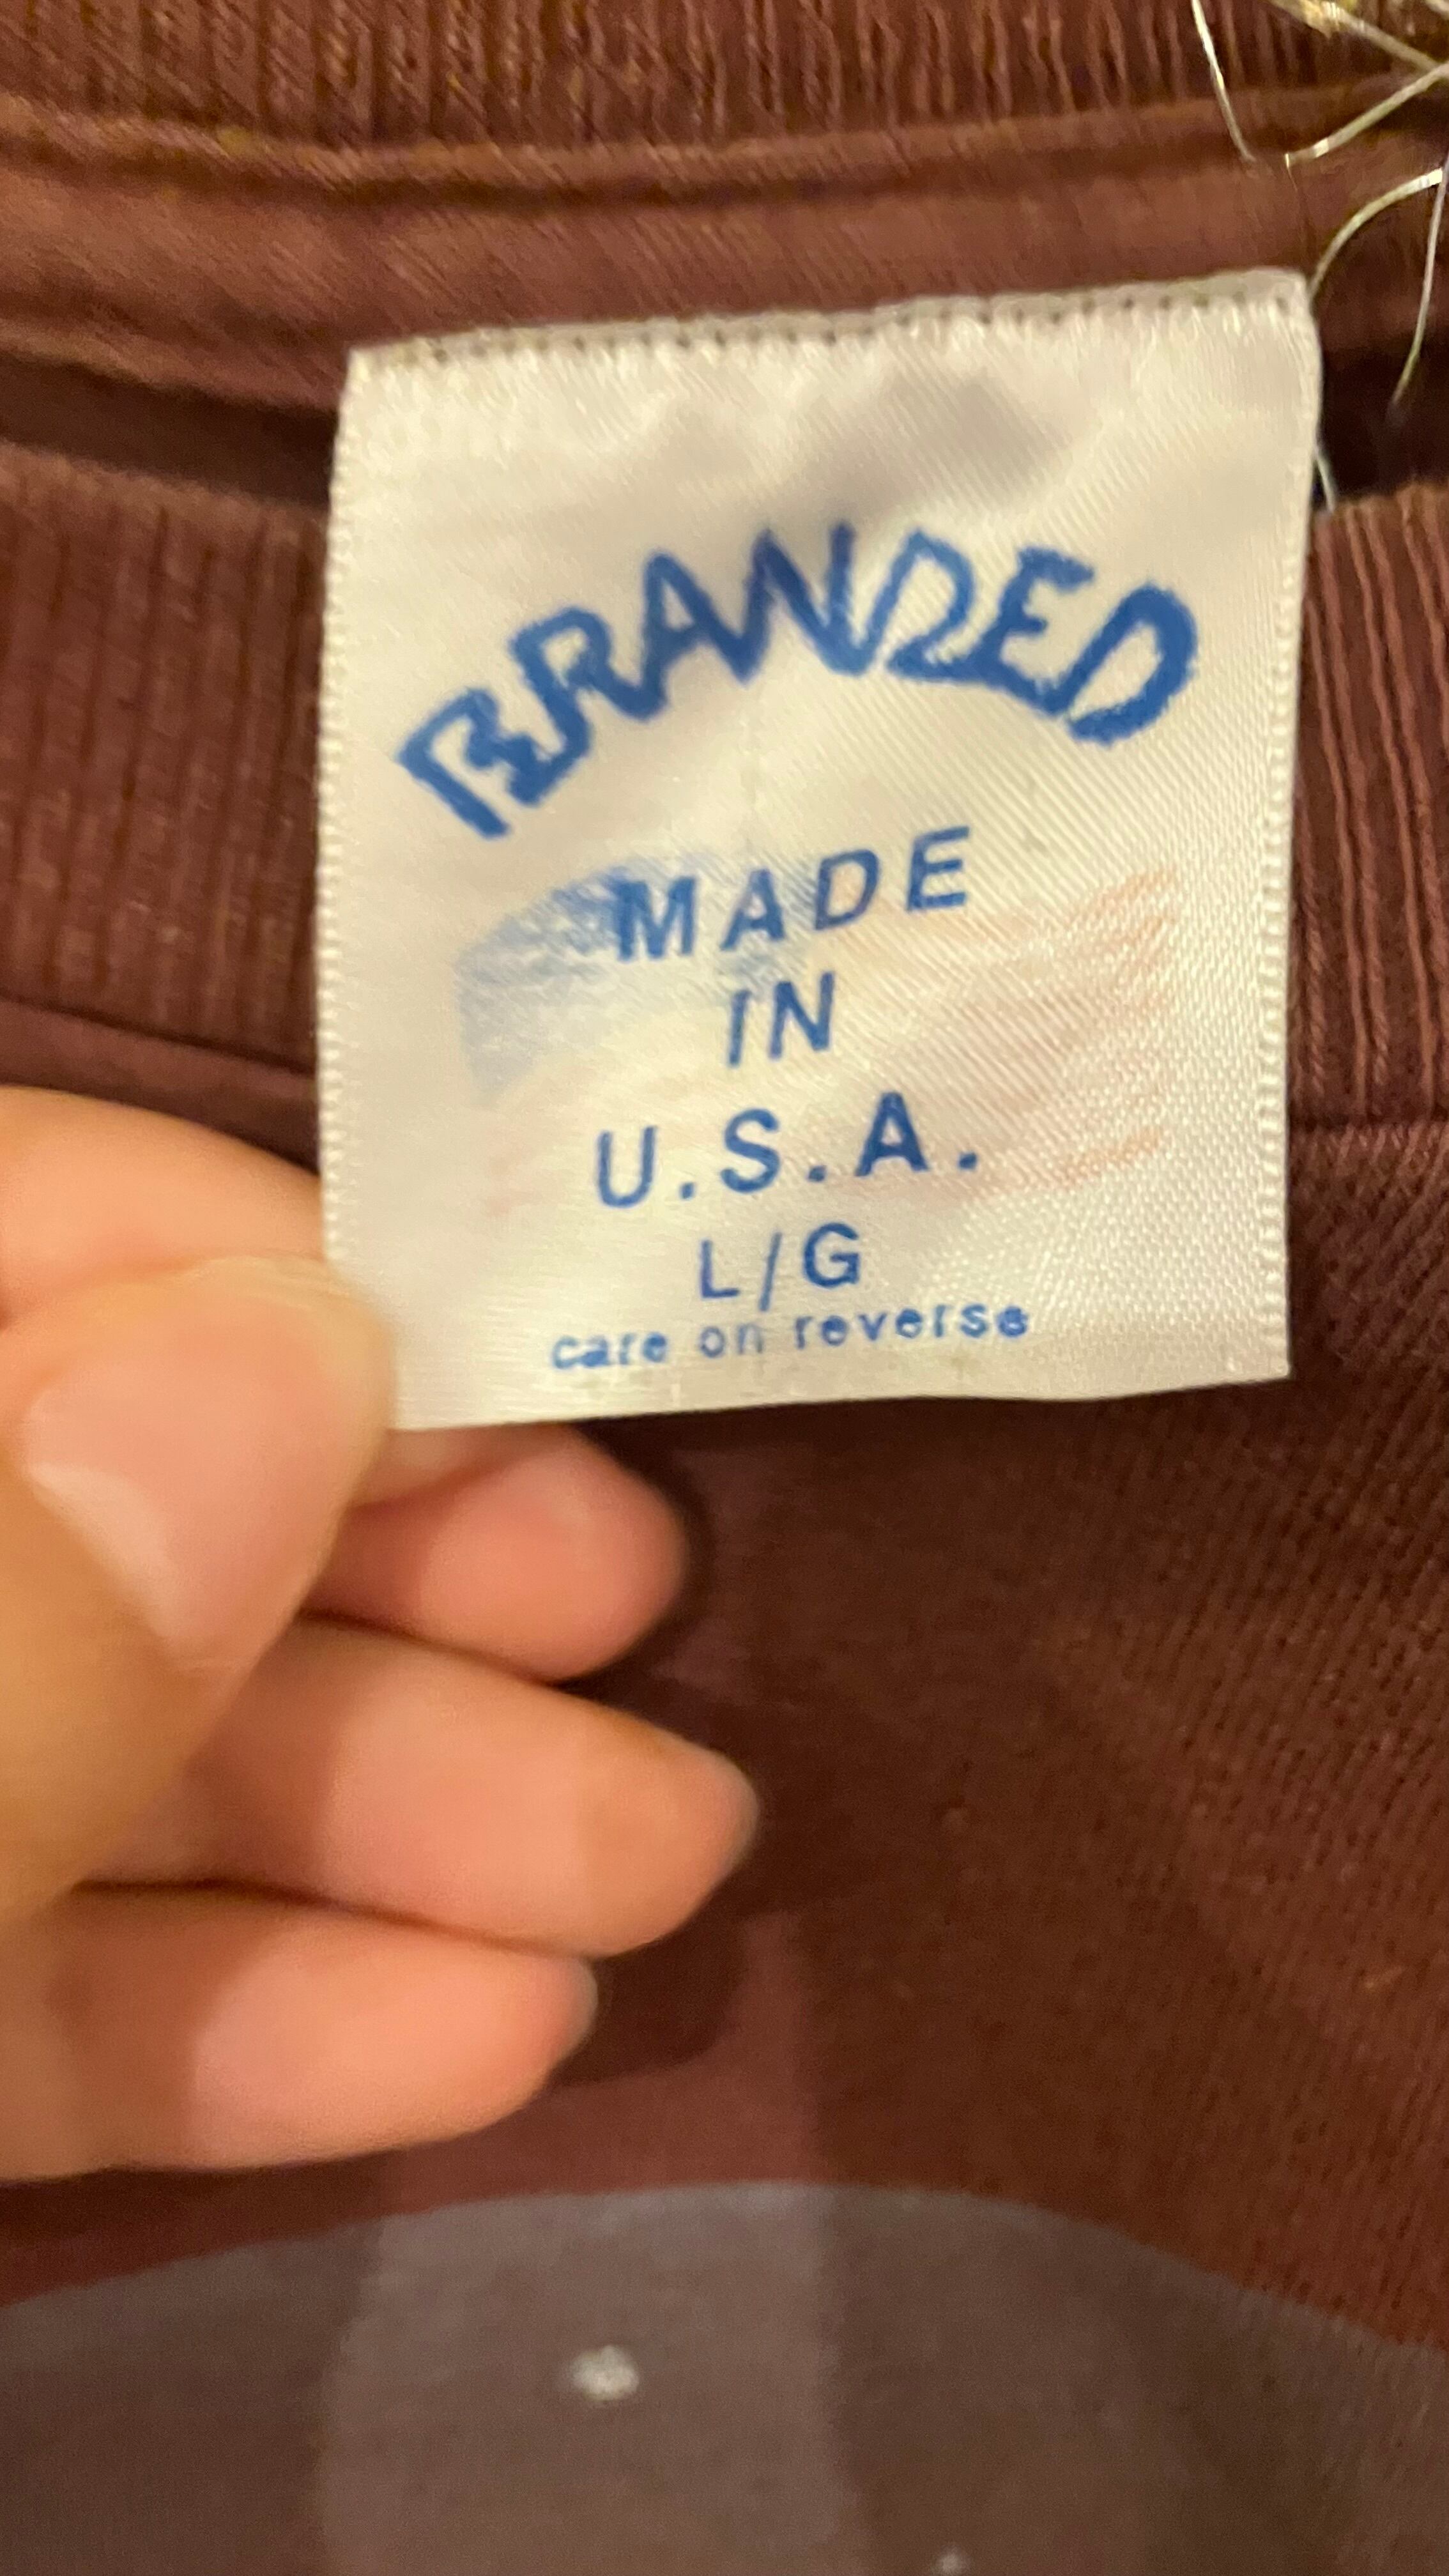 BRANDED
MADE
IN
U.S.A.
L/G
care on reverse